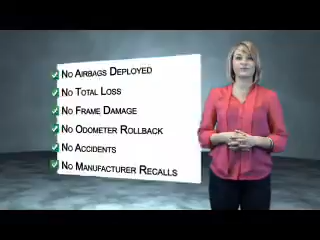 No Airbags Deployed
No Total Loss
No Frame Damage
No Odometer Rollback
No Accidents
No Manufacturer Recalls